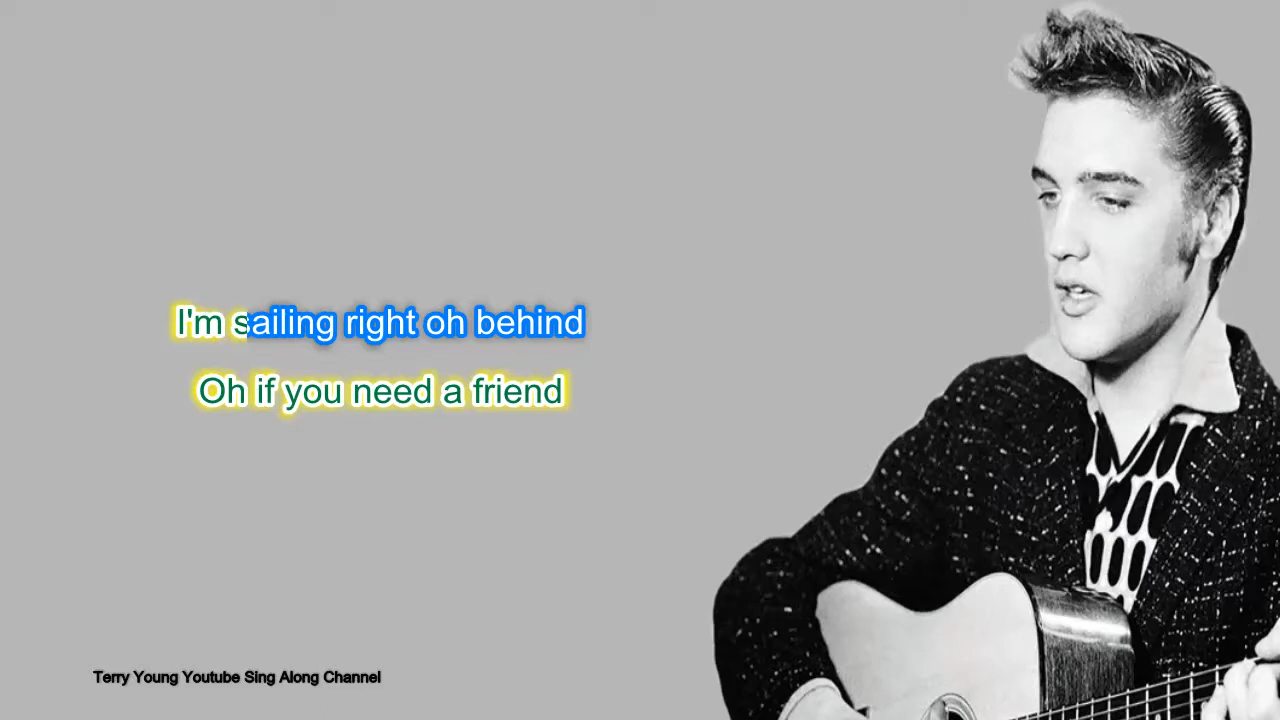 I'm sailing right oh behind
Oh if you need a friend
Terry Young Youtube Sing Along Channel